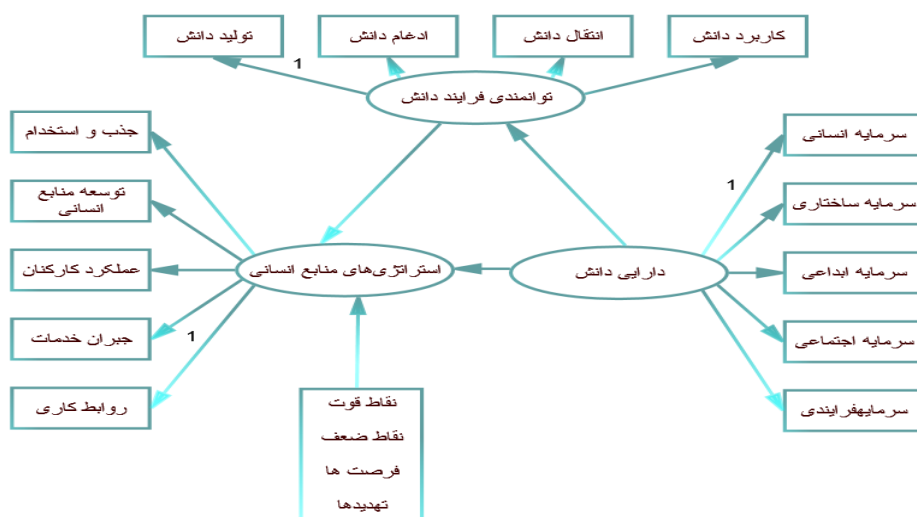 کاربرد دانش
انتقال دانش
ادغام دانش
تولید دانش
1
توانمندی فرایند دانش
سرمایه انسانی
جذب و استخدام
1
سرمایه ساختاری
توسعه منابع
انسانی
سرمایه ابداعی
دارایی دانش
استراتژی‌های منابع انسانی
عملکرد کارکنان
سرمایه اجتماعی
جبران خدمات
1
سرمایهفرایندی
روابط کاری
نقاط قوت
نقاط ضعف
فرصت ها
تهدیدها